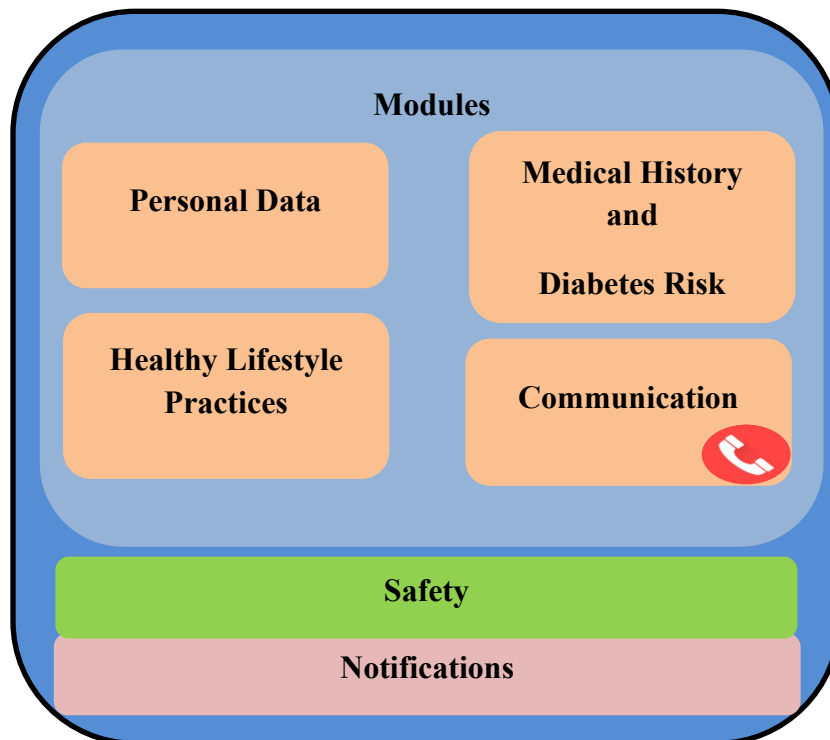 Modules
Personal Data
Medical History
and
Diabetes Risk
Healthy Lifestyle
Practices
Communication
Safety
Notifications